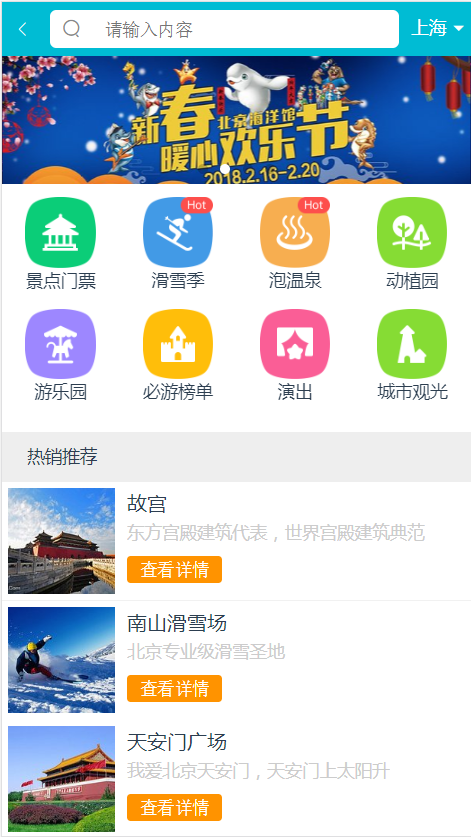 请输入内容
上海
新春
北京海洋馆
暖心欢乐节
2018.2.16-2.20
Hot
Hot
景点门票
滑雪季
泡温泉
动植园
游乐园
必游榜单
演出
城市观光
热销推荐
故宫
东方宫殿建筑代表，世界宫殿建筑典范
查看详情
南山滑雪场
北京专业级滑雪圣地
查看详情
天安门广场
我爱北京天安门，天安门上太阳升
查看详情